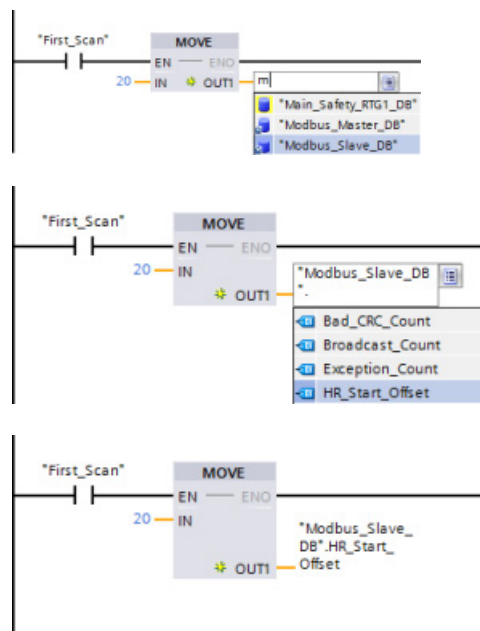 "First_Scan"
MOVE
EN ENO
20 IN OUT1 m
"Main_Safety_RTG1_DB"
"Modbus_Master_DB"
"Modbus_Slave_DB"
"First_Scan"
MOVE
EN ENO
20 IN
"Modbus_Slave_DB
OUT1 ".
Bad_CRC_Count
Broadcast_Count
Exception_Count
HR_Start_Offset
"First_Scan"
MOVE
EN ENO
20 IN
"Modbus_Slave_
DB".HR_Start_
OUT1 Offset